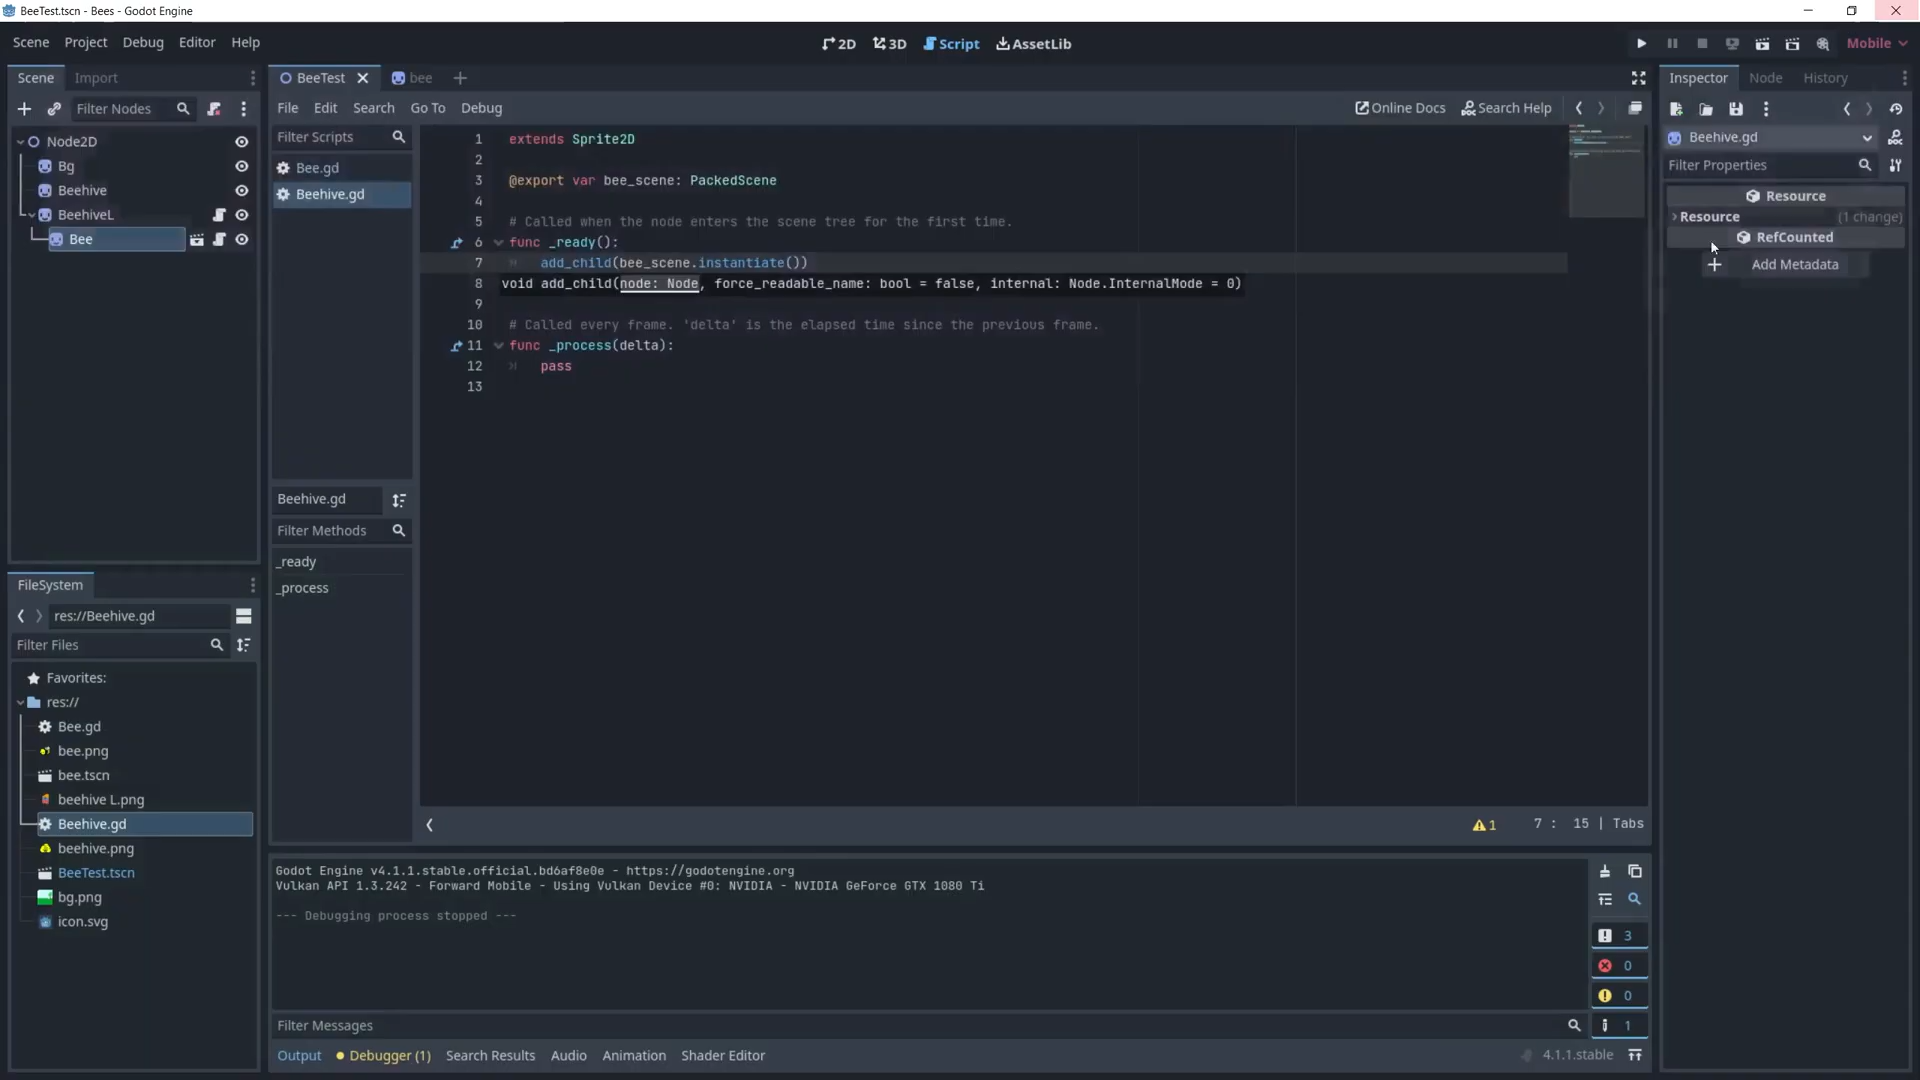 BeeTest.tscn - Bees - Godot Engine
Scene Project Debug Editor Help
2D 3D Script AssetLib
Mobile
Scene Import
Filter Nodes
Node2D
Bg
Beehive
BeehiveL
Bee
FileSystem
res://Beehive.gd
Filter Files
Favorites:
res://
Bee.gd
bee.png
bee.tscn
beehive L.png
Beehive.gd
beehive.png
BeeTest.tscn
bg.png
icon.svg
BeeTest bee
File Edit Search Go To Debug
Online Docs Search Help
Filter Scripts
Bee.gd
Beehive.gd
Beehive.gd
Filter Methods
_ready
_process
1 extends Sprite2D
2
3 @export var bee_scene: PackedScene
4
5 # Called when the node enters the scene tree for the first time.
6 func _ready():
7 add_child(bee_scene.instantiate())
8 void add_child(node: Node, force_readable_name: bool = false, internal: Node.InternalMode = 0)
9
10 # Called every frame. 'delta' is the elapsed time since the previous frame.
11 func _process(delta):
12 pass
13
1 7 : 15 | Tabs
Godot Engine v4.1.1.stable.official.bd6af8e0e - https://godotengine.org
Vulkan API 1.3.242 - Forward Mobile - Using Vulkan Device #0: NVIDIA - NVIDIA GeForce GTX 1080 Ti
--- Debugging process stopped ---
3
0
0
1
Filter Messages
Output Debugger (1) Search Results Audio Animation Shader Editor
4.1.1.stable
Inspector Node History
Beehive.gd
Filter Properties
Resource
Resource (1 change)
RefCounted
Add Metadata